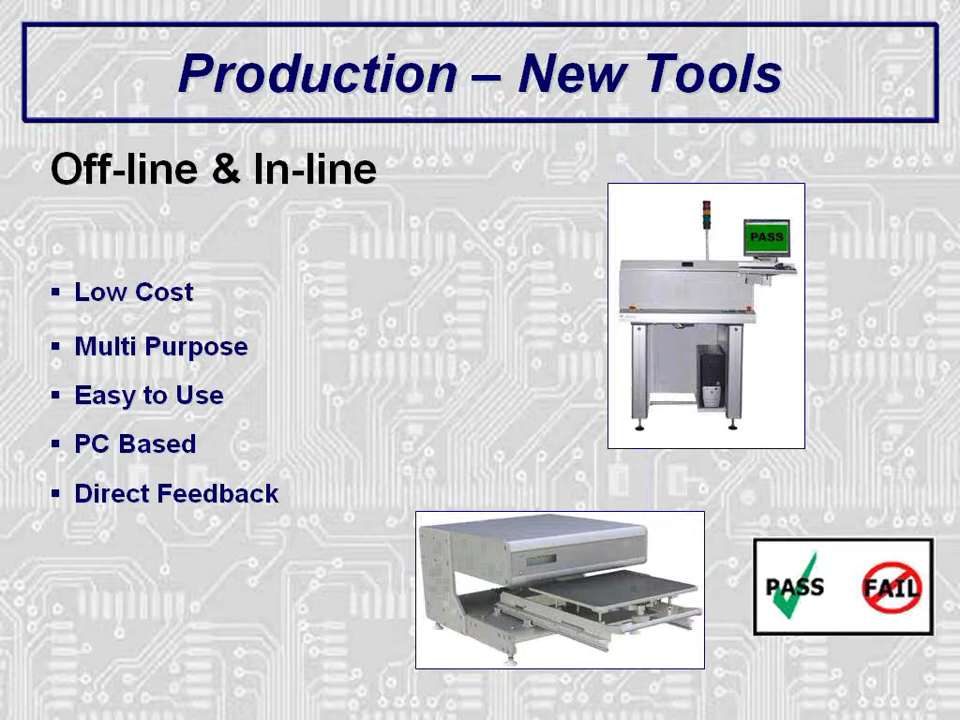 Production – New Tools
Off-line & In-line
▪ Low Cost
▪ Multi Purpose
▪ Easy to Use
▪ PC Based
▪ Direct Feedback
PASS
PASS FAIL